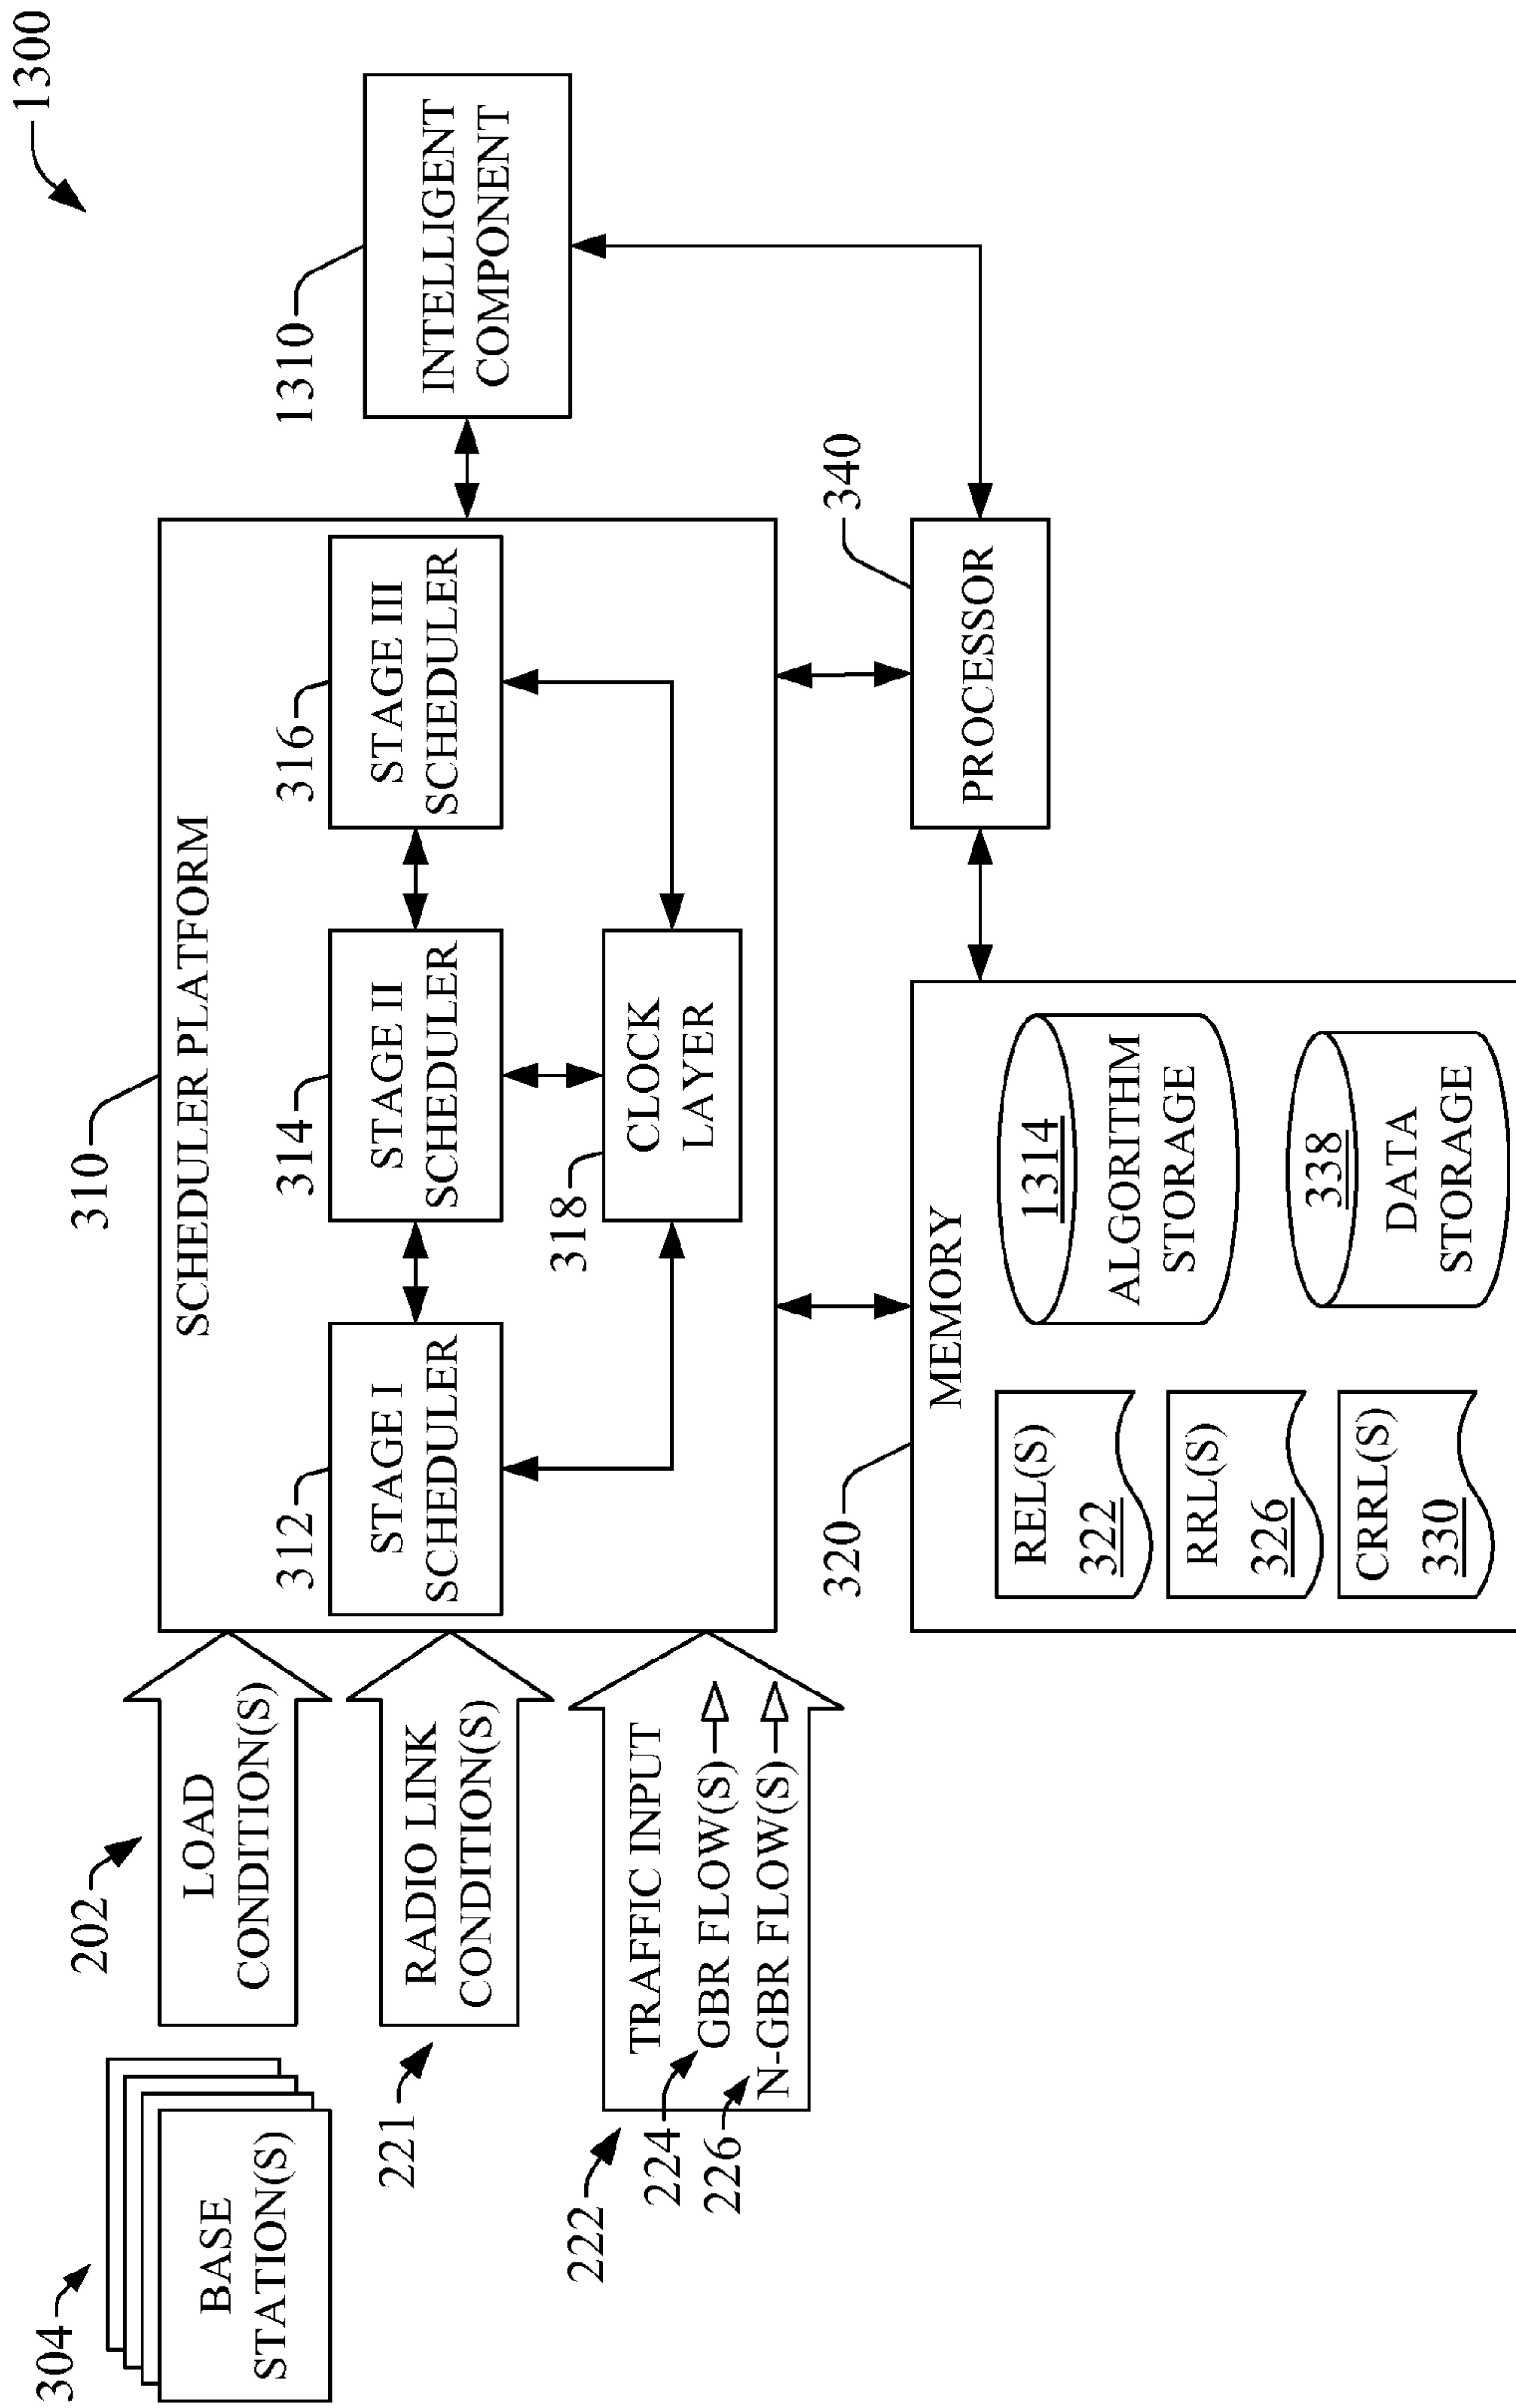 1300
304
BASE
STATION(S)
202
LOAD
CONDITION(S)
221
RADIO LINK
CONDITION(S)
222
TRAFFIC INPUT
224
GBR FLOW(S)
226
N-GBR FLOW(S)
310
SCHEDULER PLATFORM
312
STAGE I
SCHEDULER
314
STAGE II
SCHEDULER
316
STAGE III
SCHEDULER
318
CLOCK
LAYER
1310
INTELLIGENT
COMPONENT
320
MEMORY
REL(S)
322
RRL(S)
326
CRRL(S)
330
1314
ALGORITHM
STORAGE
338
DATA
STORAGE
340
PROCESSOR